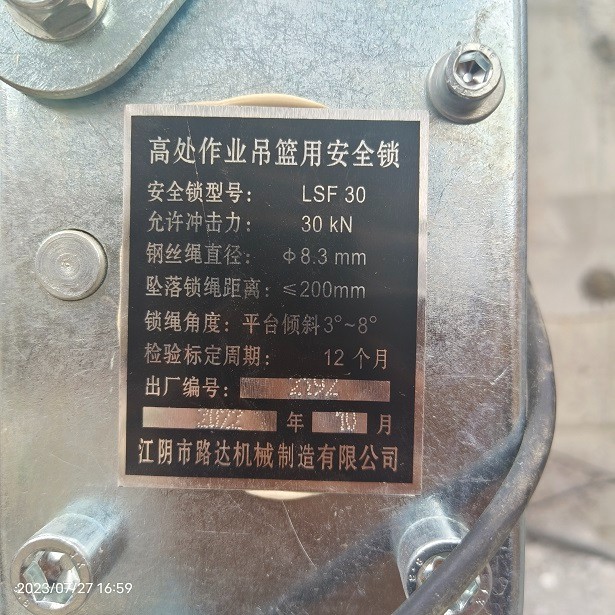 高处作业吊篮用安全锁
安全锁型号: LSF 30
允许冲击力: 30 kN
钢丝绳直径: ф8.3 mm
坠落锁绳距离: ≤200mm
锁绳角度: 平台倾斜3°~8°
检验标定周期: 12 个月
出厂编号:
2022 年 10 月
江阴市路达机械制造有限公司
2023/07/27 16:59